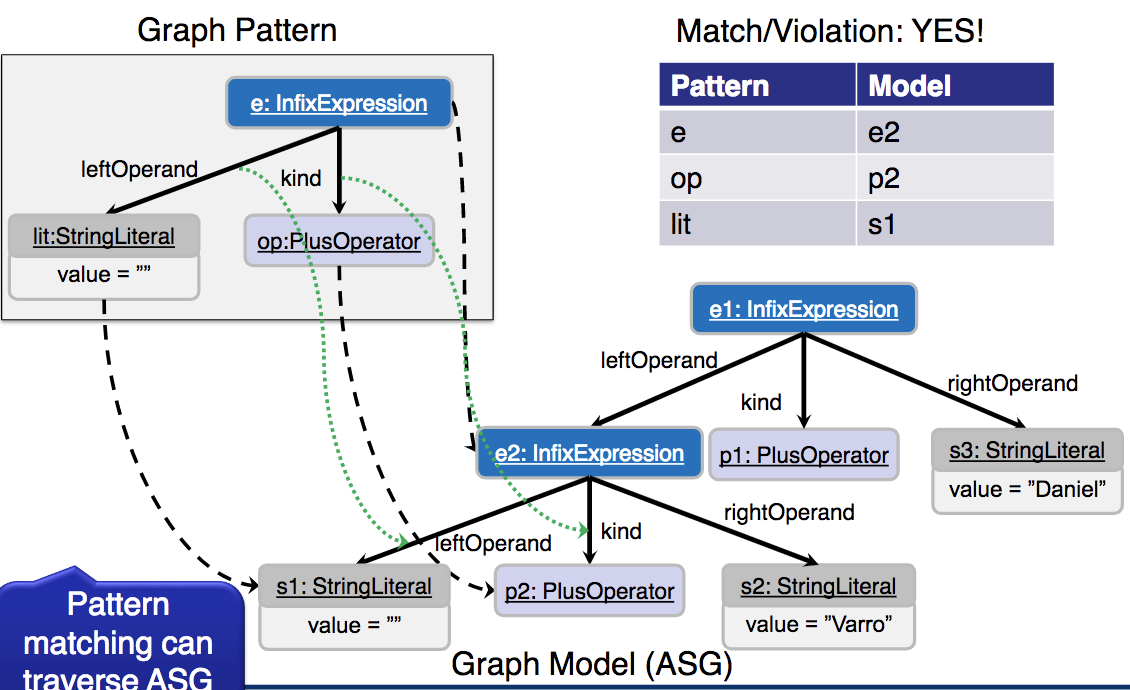 Graph Pattern
Match/Violation: YES!
Pattern Model
e e2
op p2
lit s1
e: InfixExpression
leftOperand
kind
lit:StringLiteral
value = ””
op:PlusOperator
e1: InfixExpression
leftOperand
kind
rightOperand
e2: InfixExpression
p1: PlusOperator
s3: StringLiteral
value = ”Daniel”
leftOperand
kind
rightOperand
s1: StringLiteral
value = ””
p2: PlusOperator
s2: StringLiteral
value = ”Varro”
Pattern
matching can
traverse ASG
Graph Model (ASG)